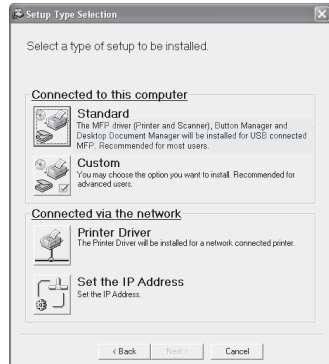 Setup Type Selection
Select a type of setup to be installed.
Connected to this computer
Standard
The MFP driver (Printer and Scanner), Button Manager and
Desktop Document Manager will be installed for USB connected
MFP. Recommended for most users.
Custom
You may choose the option you want to install. Recommended for
advanced users.
Connected via the network
Printer Driver
The Printer Driver will be installed for a network connected printer.
Set the IP Address
Set the IP Address.
< Back Next > Cancel